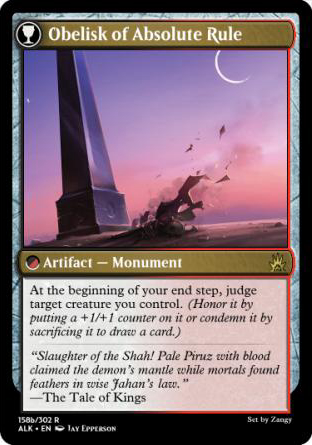 Obelisk of Absolute Rule
Artifact — Monument
At the beginning of your end step, judge
target creature you control. (Honor it by
putting a +1/+1 counter on it or condemn it by
sacrificing it to draw a card.)
“Slaughter of the Shah! Pale Piruz with blood
claimed the demon’s mantle while mortals found
feathers in wise Jahan’s law.”
—The Tale of Kings
158b/302 R
ALK • EN Jay Epperson
Set by Zangy